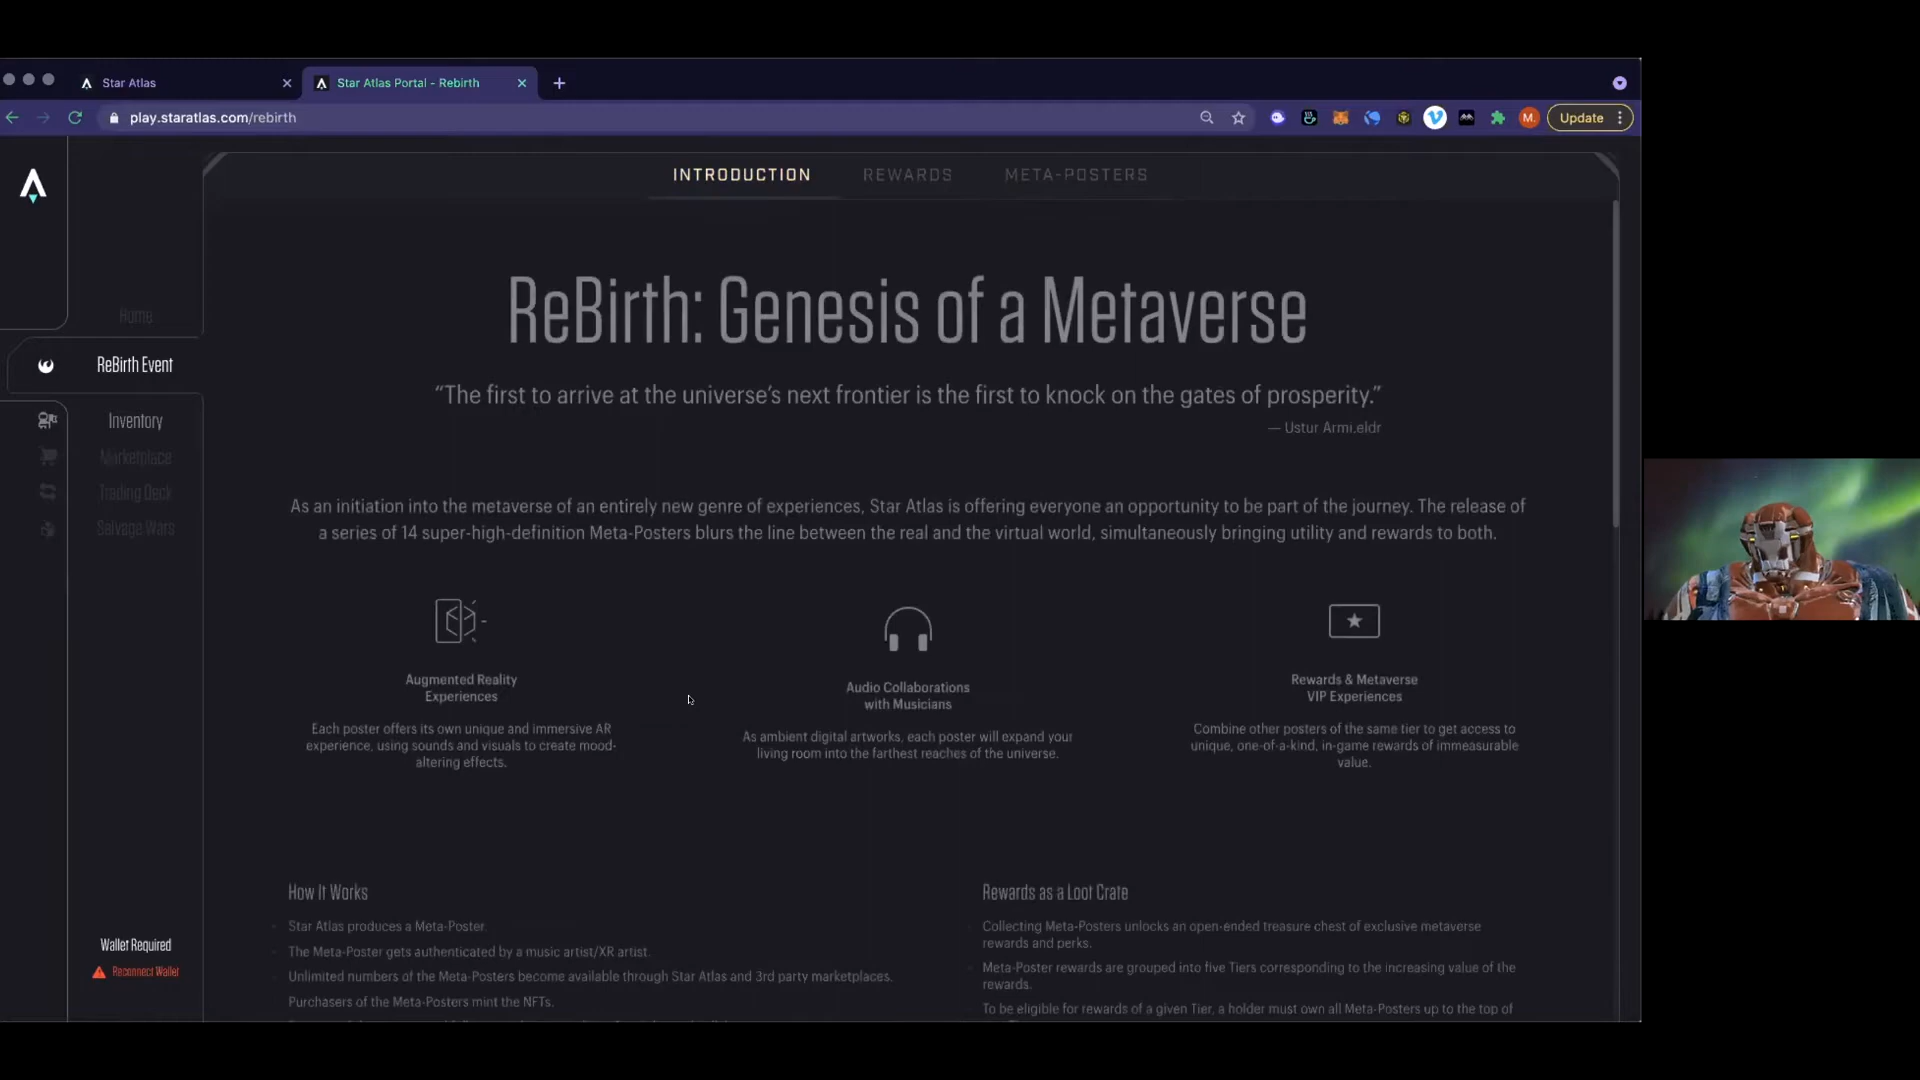 Star Atlas
Star Atlas Portal - Rebirth
play.staratlas.com/rebirth
M.
Update
INTRODUCTION
REWARDS
META-POSTERS
Home
ReBirth Event
Inventory
Marketplace
Trading Deck
Salvage Wars
Wallet Required
Reconnect Wallet
ReBirth: Genesis of a Metaverse
“The first to arrive at the universe’s next frontier is the first to knock on the gates of prosperity.”
— Ustur Armi.eldr
As an initiation into the metaverse of an entirely new genre of experiences, Star Atlas is offering everyone an opportunity to be part of the journey. The release of
a series of 14 super-high-definition Meta-Posters blurs the line between the real and the virtual world, simultaneously bringing utility and rewards to both.
Augmented Reality
Experiences
Each poster offers its own unique and immersive AR
experience, using sounds and visuals to create mood-
altering effects.
Audio Collaborations
with Musicians
As ambient digital artworks, each poster will expand your
living room into the farthest reaches of the universe.
Rewards & Metaverse
VIP Experiences
Combine other posters of the same tier to get access to
unique, one-of-a-kind, in-game rewards of immeasurable
value.
How It Works
Star Atlas produces a Meta-Poster.
The Meta-Poster gets authenticated by a music artist/XR artist.
Unlimited numbers of the Meta-Posters become available through Star Atlas and 3rd party marketplaces.
Purchasers of the Meta-Posters mint the NFTs.
Rewards as a Loot Crate
Collecting Meta-Posters unlocks an open-ended treasure chest of exclusive metaverse
rewards and perks.
Meta-Poster rewards are grouped into five Tiers corresponding to the increasing value of the
rewards.
To be eligible for rewards of a given Tier, a holder must own all Meta-Posters up to the top of